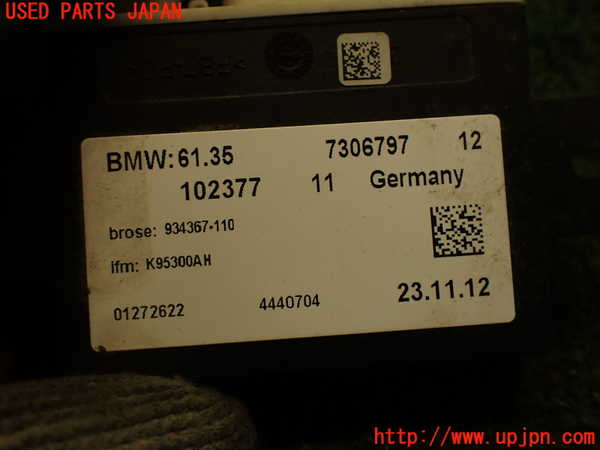 USED PARTS JAPAN
BMW: 61.35 7306797 12
102377 11 Germany
brose: 934367-110
ifm: K95300AH
01272622 4440704 23.11.12
http://www.upjpn.com